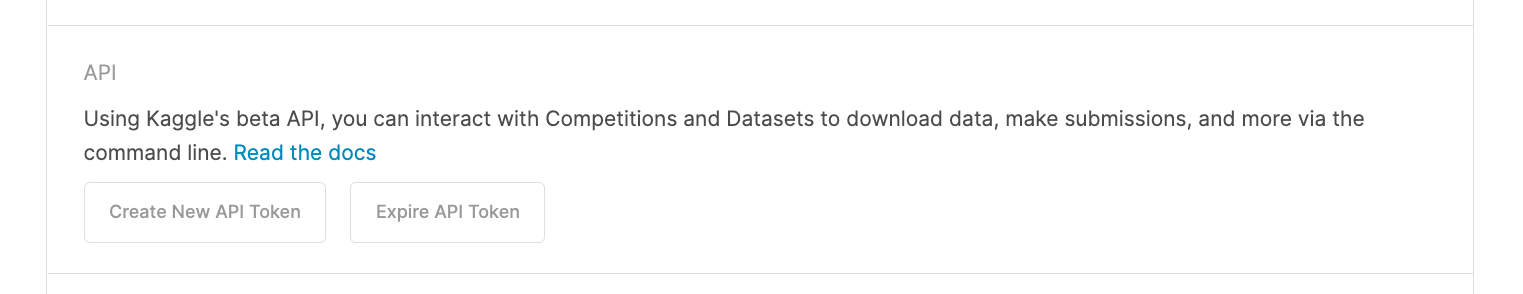 API
Using Kaggle's beta API, you can interact with Competitions and Datasets to download data, make submissions, and more via the
command line. Read the docs
Create New API Token
Expire API Token